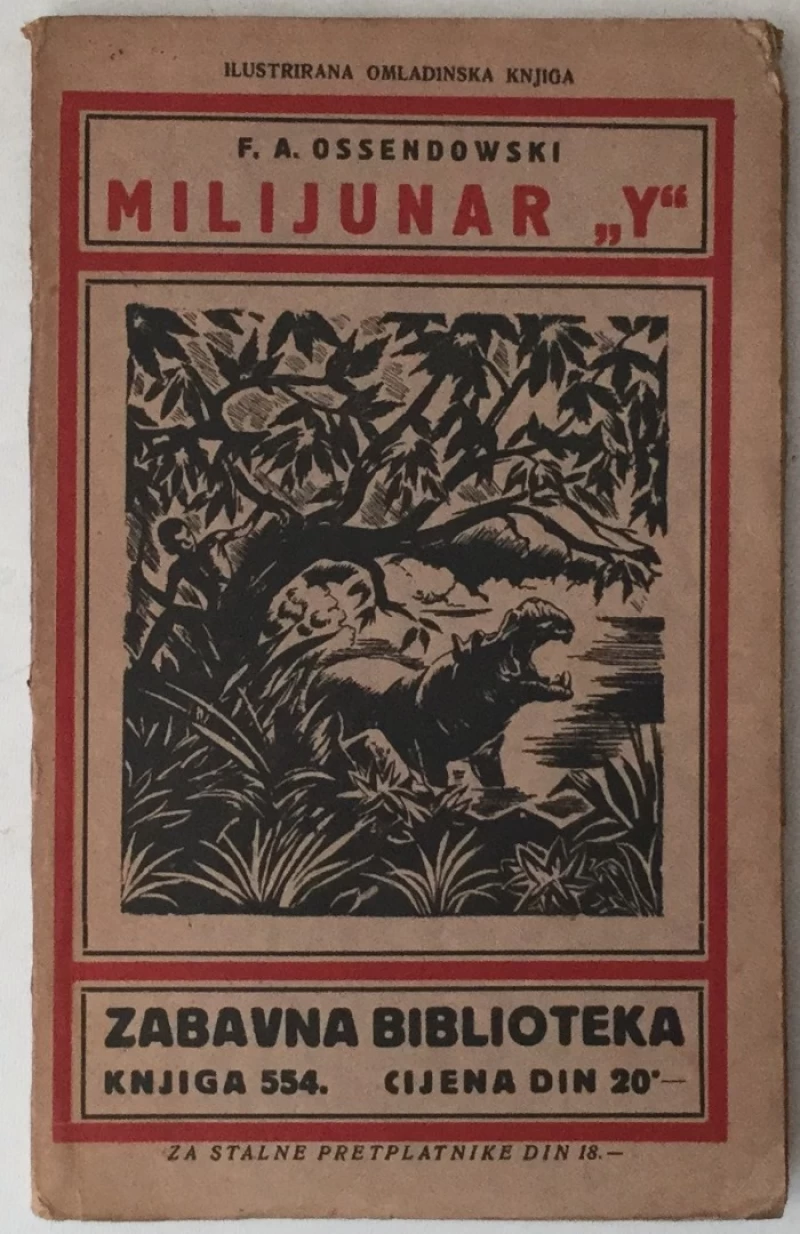 ILUSTRIRANA OMLADINSKA KNJIGA
F. A. OSSENDOWSKI
MILIJUNAR „Y“
ZABAVNA BIBLIOTEKA
KNJIGA 554. CIJENA DIN 20·—
ZA STALNE PRETPLATNIKE DIN 18.—